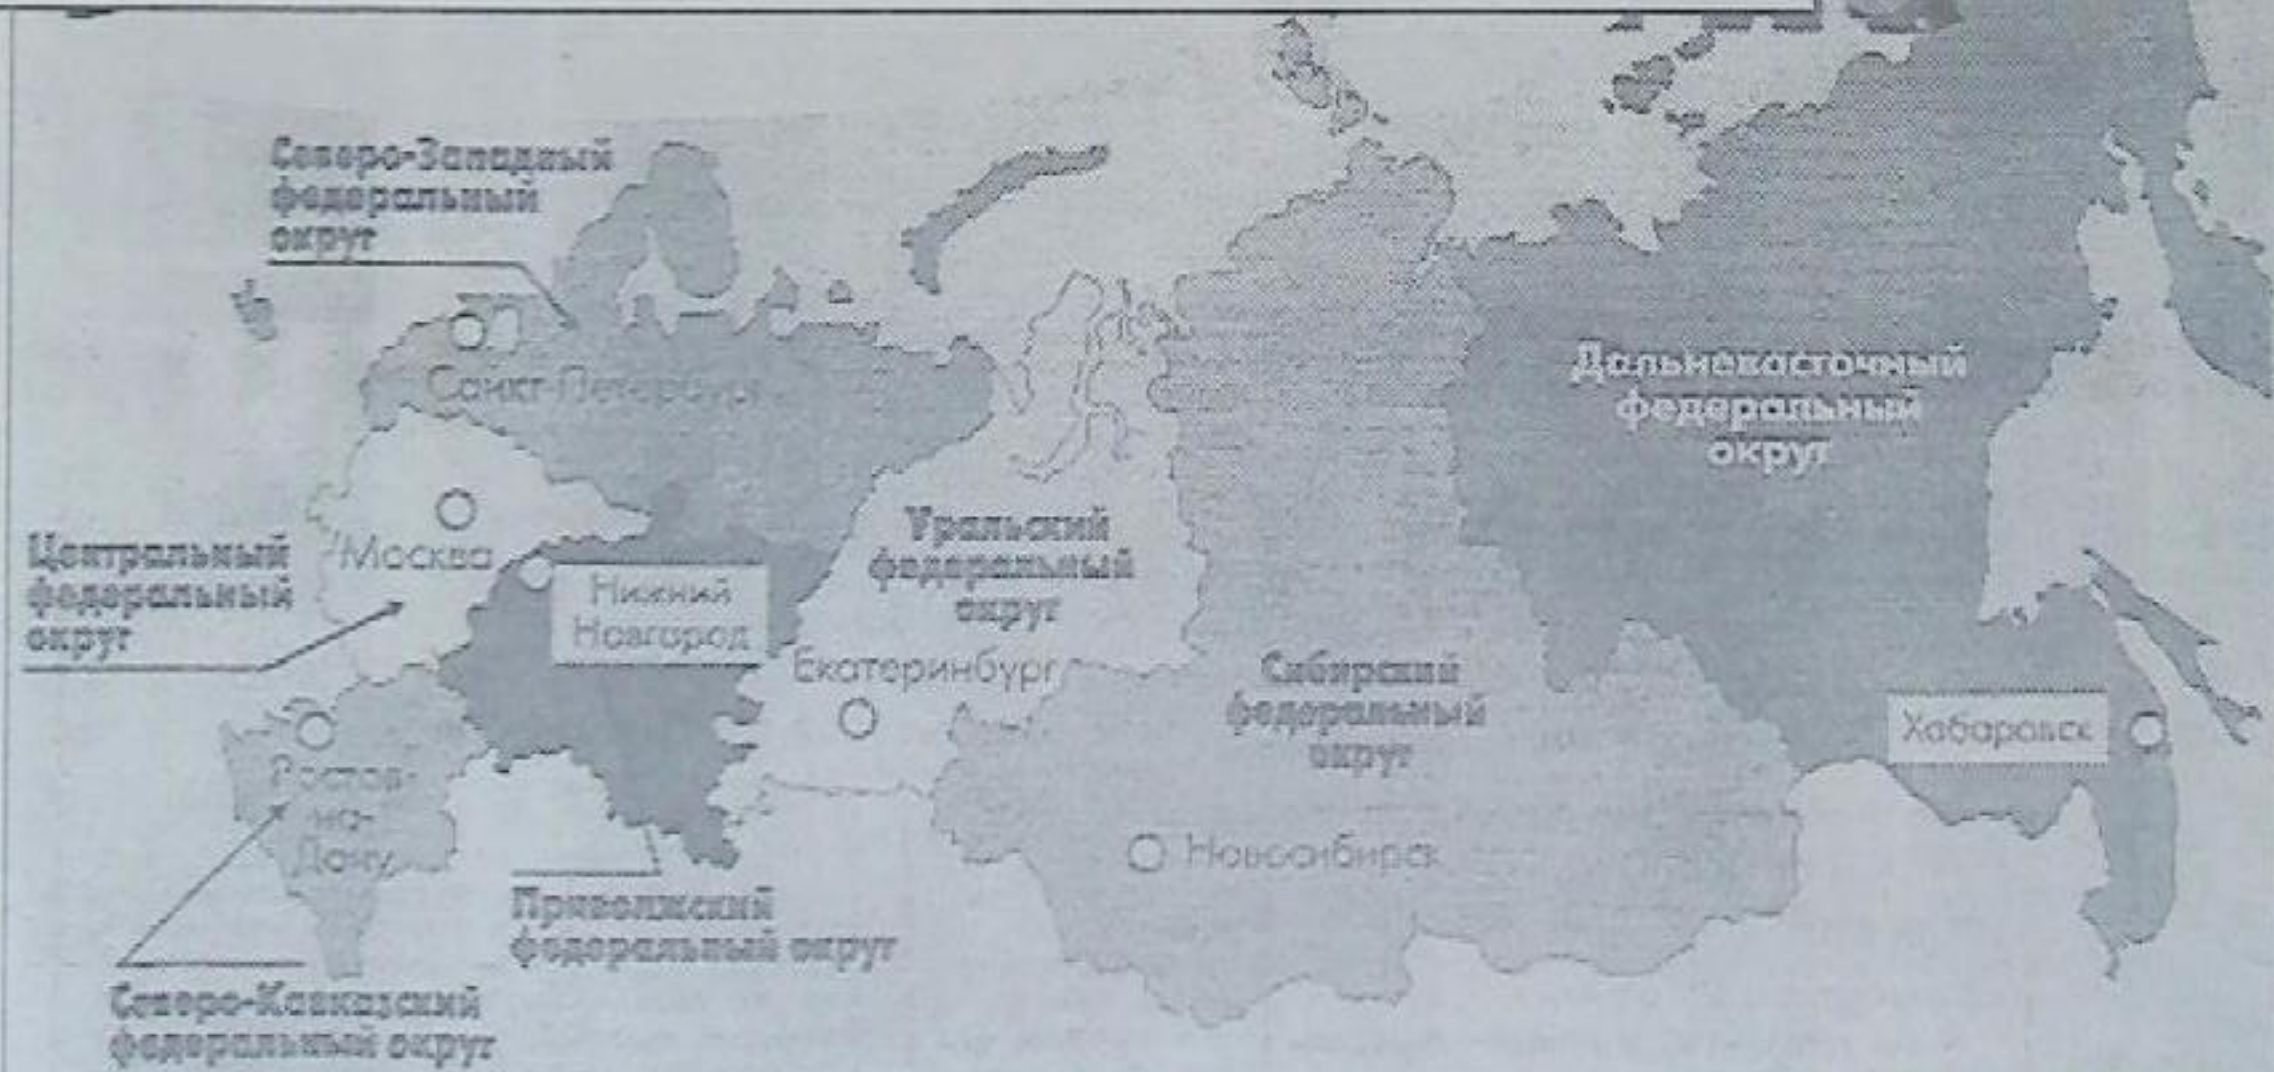 Северо-Западный
федеральный
округ
Санкт-Петербург
Дальневосточный
федеральный
округ
Уральский
федеральный
округ
Центральный
федеральный
округ
Москва
Нижний
Новгород
Екатеринбург
Сибирский
федеральный
округ
Хабаровск
Ростов-
на-
Дону
Новосибирск
Приволжский
федеральный округ
Северо-Кавказский
федеральный округ